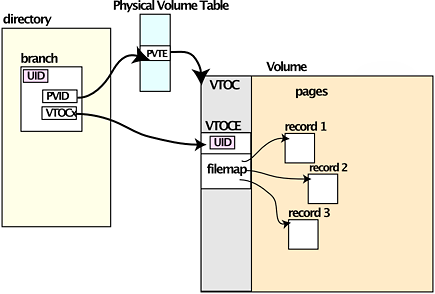 Physical Volume Table
directory
branch
UID
PVID
VTOCX
PVTE
Volume
VTOC
pages
VTOCE
UID
filemap
record 1
record 2
record 3